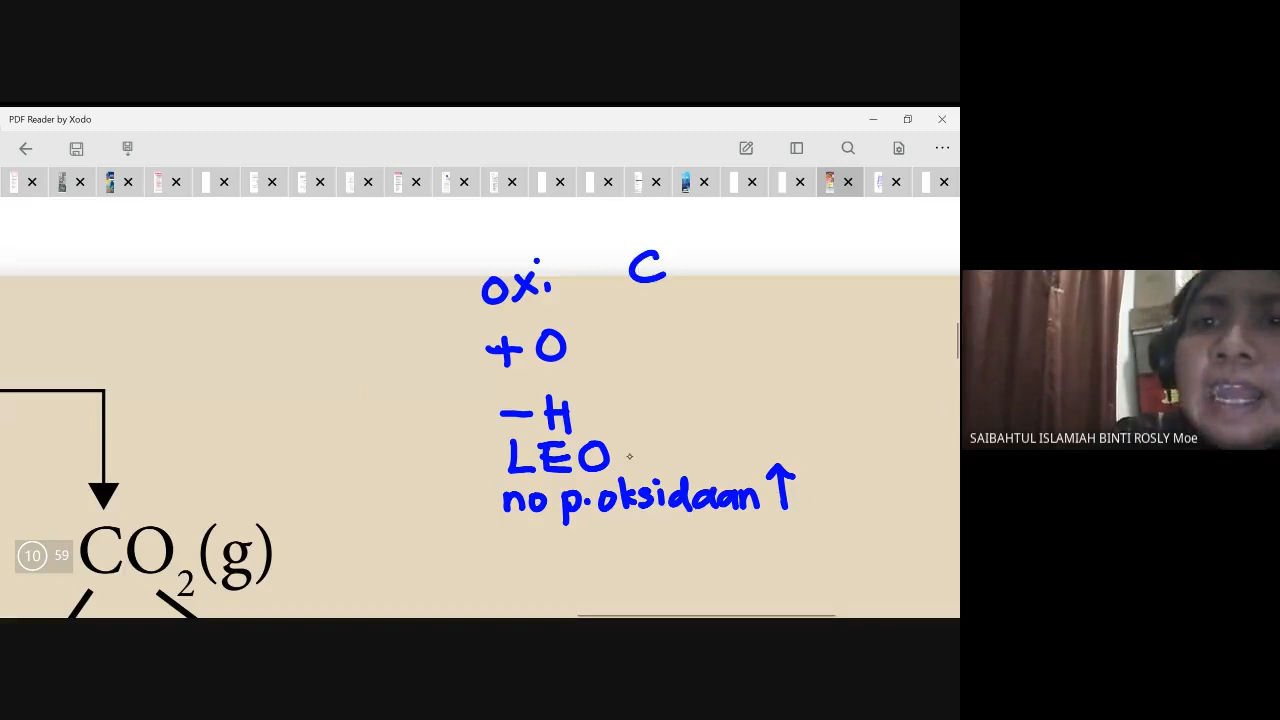 PDF Reader by Xodo
oxi. C
+ O
- H
LEO
no p. oksidaan ↑
CO₂(g)
10 59
SAIBAHTUL ISLAMIAH BINTI ROSLY Moe